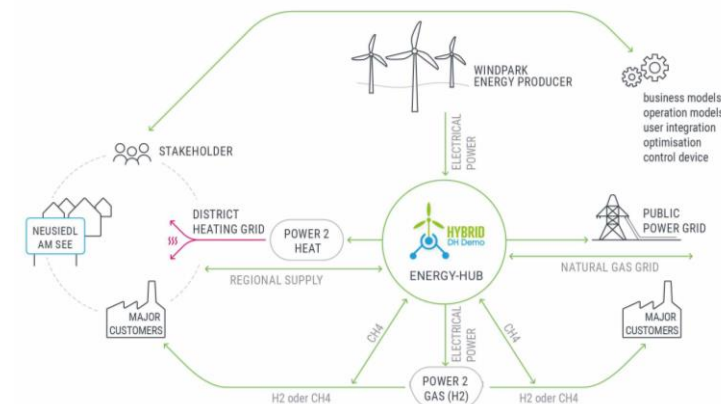 WINDPARK
ENERGY PRODUCER
business models
operation models
user integration
optimisation
control device
STAKEHOLDER
ELECTRICAL
POWER
NEUSIEDL
AM SEE
DISTRICT
HEATING GRID
POWER 2
HEAT
HYBRID
DH Demo
ENERGY-HUB
PUBLIC
POWER GRID
REGIONAL SUPPLY
NATURAL GAS GRID
MAJOR
CUSTOMERS
CH4
ELECTRICAL
POWER
CH4
MAJOR
CUSTOMERS
H2 oder CH4
POWER 2
GAS (H2)
H2 oder CH4